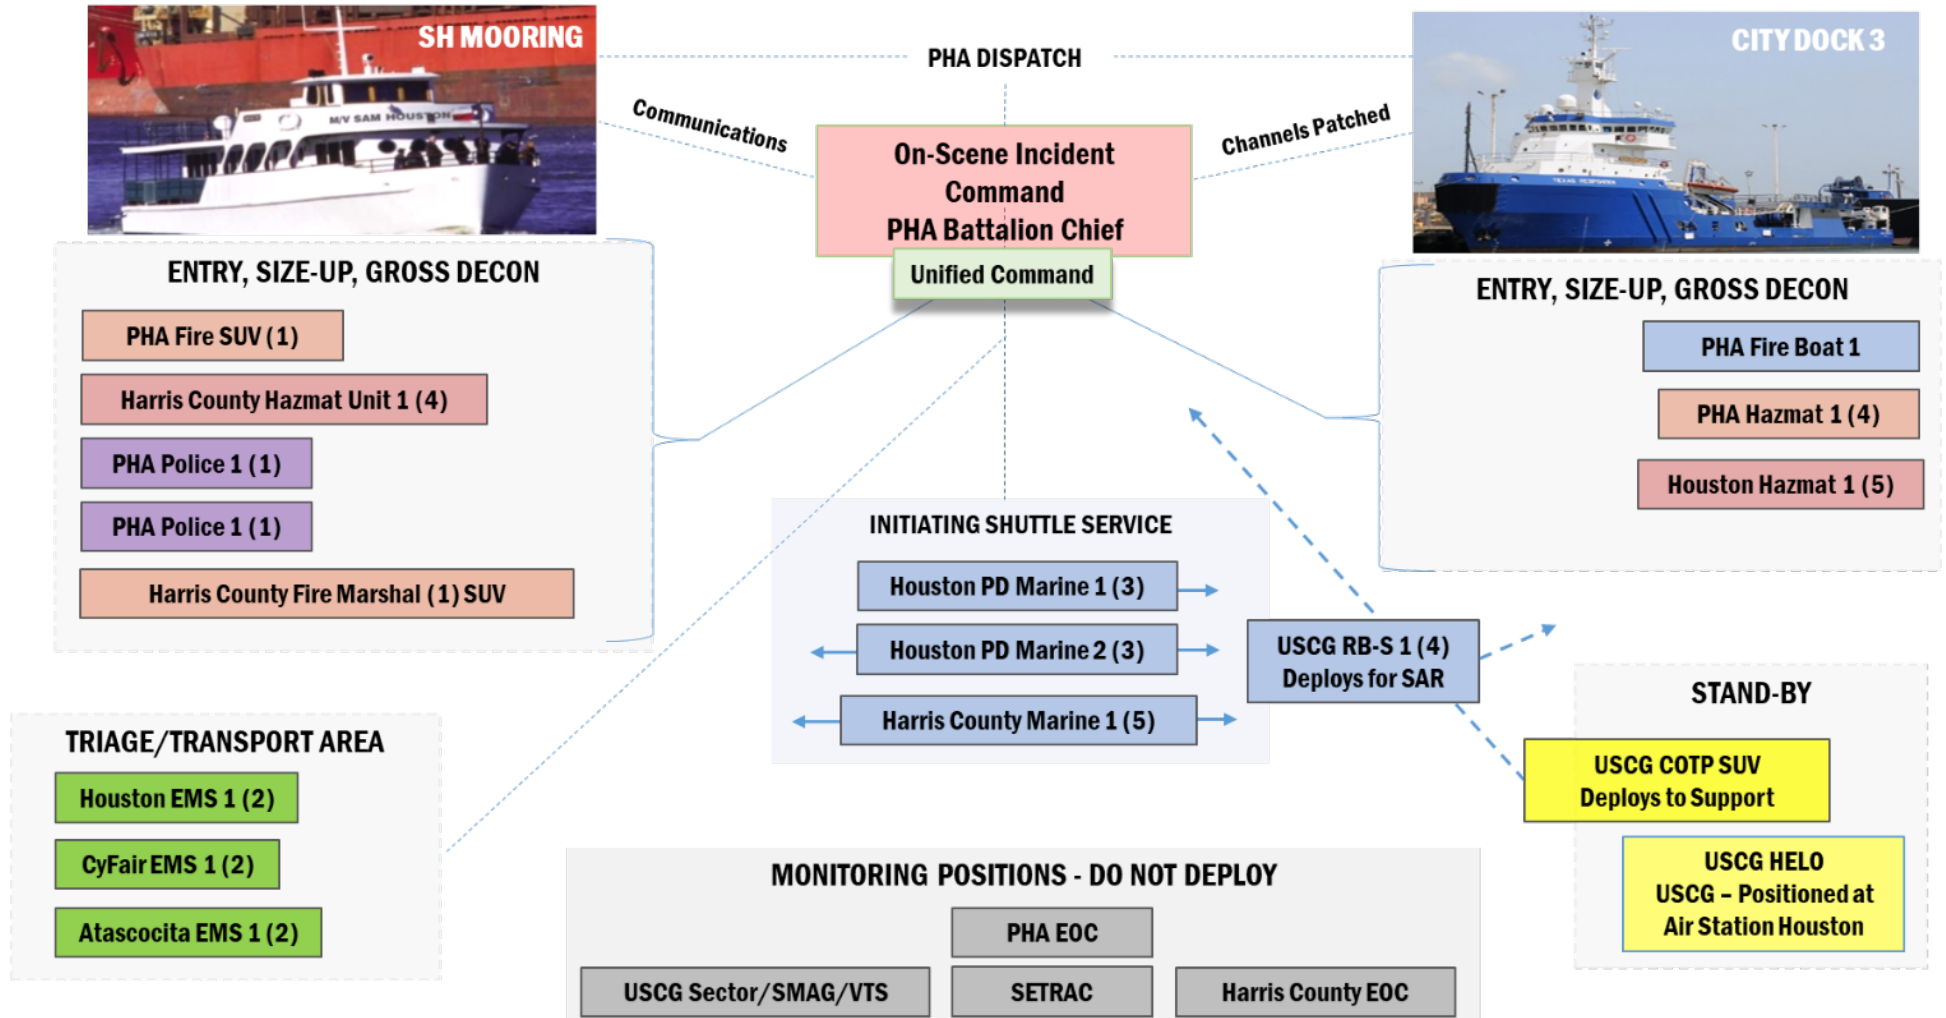 SH MOORING
M/V SAM HOUSTON
PHA DISPATCH
CITY DOCK 3
TEXAS RESPONDER
Communications
Channels Patched
On-Scene Incident
Command
PHA Battalion Chief
Unified Command
ENTRY, SIZE-UP, GROSS DECON
PHA Fire SUV (1)
Harris County Hazmat Unit 1 (4)
PHA Police 1 (1)
PHA Police 1 (1)
Harris County Fire Marshal (1) SUV
ENTRY, SIZE-UP, GROSS DECON
PHA Fire Boat 1
PHA Hazmat 1 (4)
Houston Hazmat 1 (5)
INITIATING SHUTTLE SERVICE
Houston PD Marine 1 (3)
Houston PD Marine 2 (3)
Harris County Marine 1 (5)
USCG RB-S 1 (4)
Deploys for SAR
STAND-BY
USCG COTP SUV
Deploys to Support
USCG HELO
USCG – Positioned at
Air Station Houston
TRIAGE/TRANSPORT AREA
Houston EMS 1 (2)
CyFair EMS 1 (2)
Atascocita EMS 1 (2)
MONITORING POSITIONS - DO NOT DEPLOY
PHA EOC
USCG Sector/SMAG/VTS
SETRAC
Harris County EOC